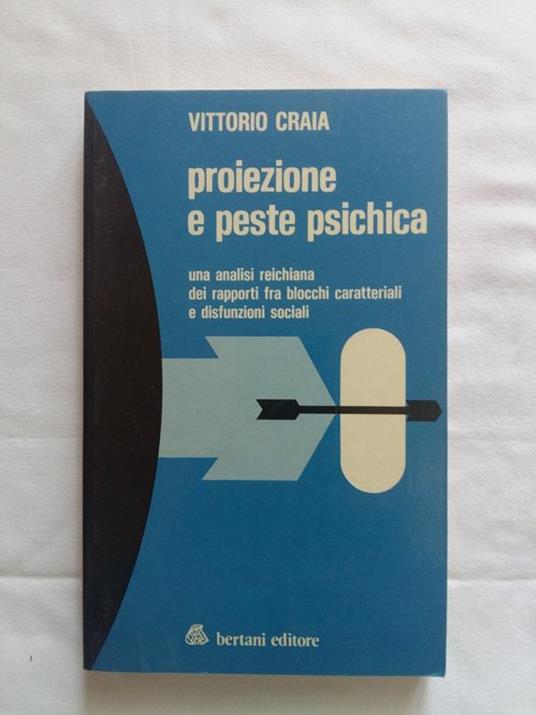 VITTORIO CRAIA
proiezione
e peste psichica
una analisi reichiana
dei rapporti fra blocchi caratteriali
e disfunzioni sociali
bertani editore